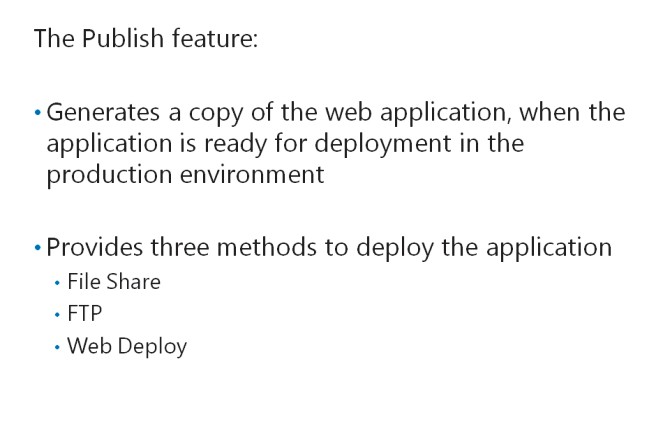 The Publish feature:
• Generates a copy of the web application, when the
application is ready for deployment in the
production environment
• Provides three methods to deploy the application
• File Share
• FTP
• Web Deploy